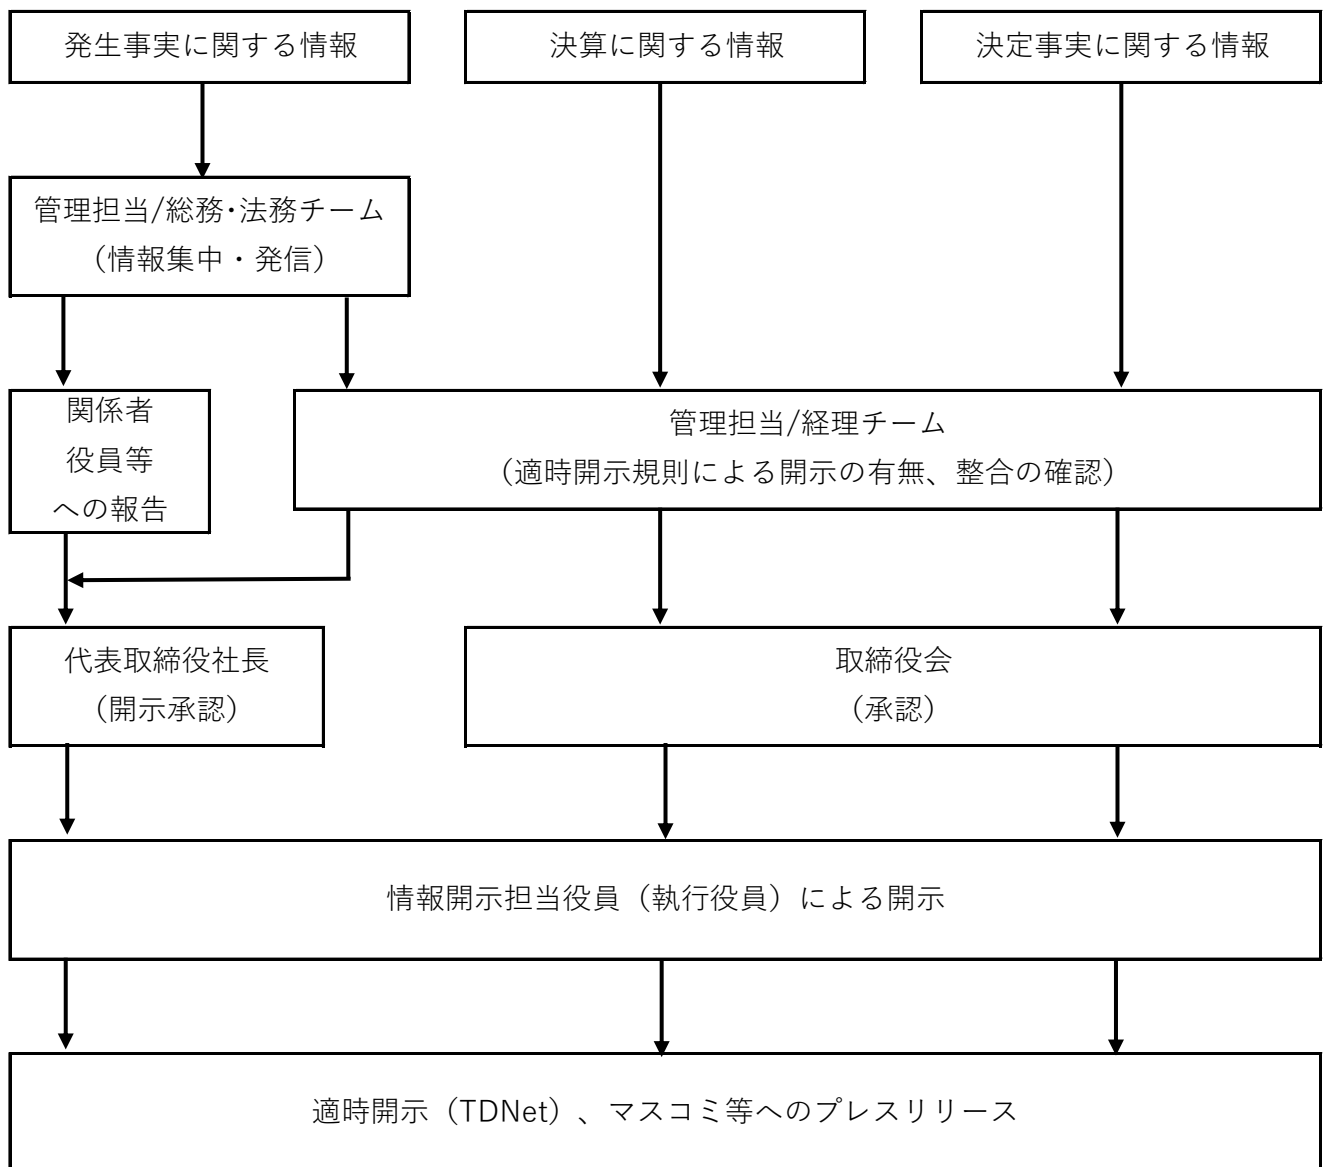 発生事実に関する情報
決算に関する情報
決定事実に関する情報
管理担当/総務・法務チーム
（情報集中・発信）
関係者
役員等
への報告
管理担当/経理チーム
（適時開示規則による開示の有無、整合の確認）
代表取締役社長
（開示承認）
取締役会
（承認）
情報開示担当役員（執行役員）による開示
適時開示（TDNet）、マスコミ等へのプレスリリース